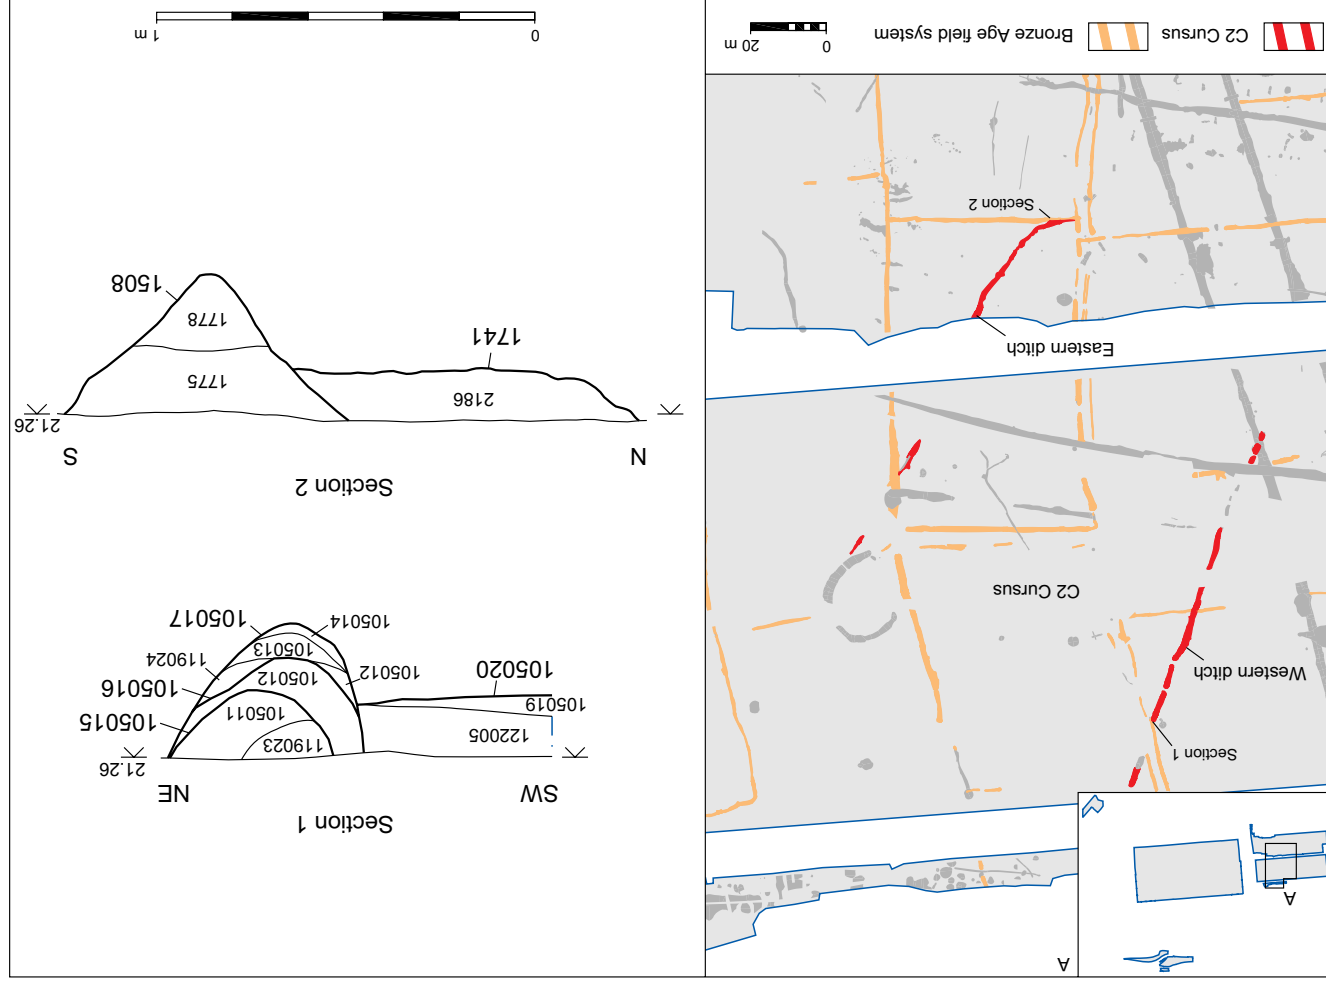 A
A
Section 1
Western ditch
C2 Cursus
Eastern ditch
Section 2
C2 Cursus
Bronze Age field system
0
20 m
Section 1
SW
NE
21.26
122005
105019
105020
119023
105011
105012
105012
105013
105014
105015
105016
119024
105017
Section 2
N
S
21.26
2186
1741
1775
1778
1508
0
1 m